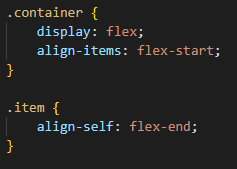 .container {
    display: flex;
    align-items: flex-start;
}

.item {
    align-self: flex-end;
}